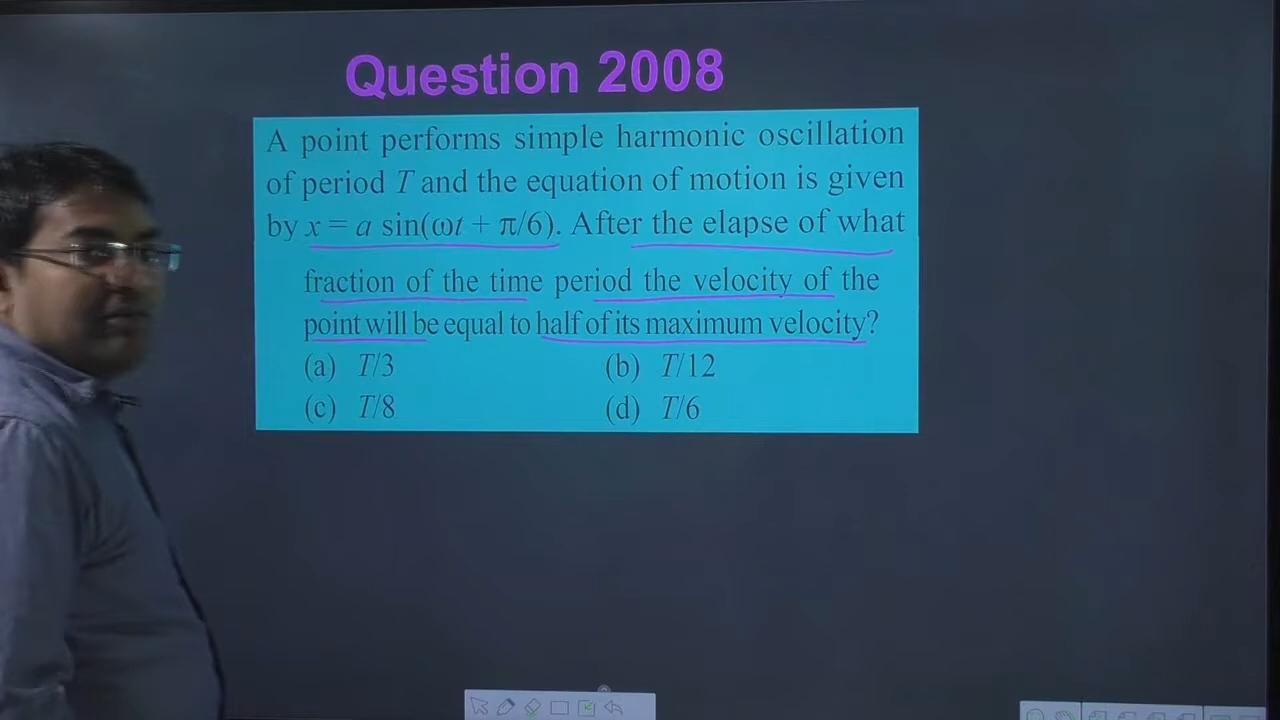 Question 2008
A point performs simple harmonic oscillation
of period T and the equation of motion is given
by x = a sin(ωt + π/6). After the elapse of what
fraction of the time period the velocity of the
point will be equal to half of its maximum velocity?
(a) T/3 (b) T/12
(c) T/8 (d) T/6